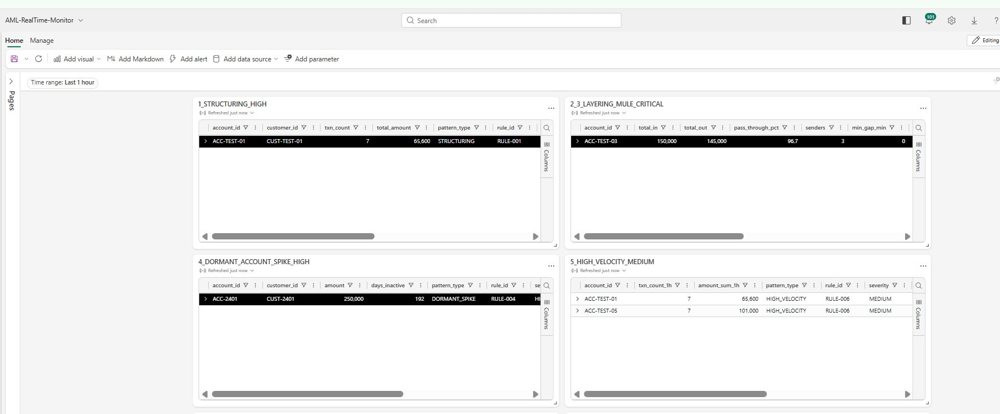 AML-RealTime-Monitor
Search
101
?
Home Manage
Editing
Add visual Add Markdown Add alert Add data source Add parameter
Pages
Time range: Last 1 hour
1_STRUCTURING_HIGH
Refreshed just now
account_id customer_id txn_count total_amount pattern_type rule_id
ACC-TEST-01 CUST-TEST-01 7 65,600 STRUCTURING RULE-001
Columns
2_3_LAYERING_MULE_CRITICAL
Refreshed just now
account_id total_in total_out pass_through_pct senders min_gap_min
ACC-TEST-03 150,000 145,000 96.7 3 0
Columns
4_DORMANT_ACCOUNT_SPIKE_HIGH
Refreshed just now
account_id customer_id amount days_inactive pattern_type rule_id se
ACC-2401 CUST-2401 250,000 192 DORMANT_SPIKE RULE-004 HI
Columns
5_HIGH_VELOCITY_MEDIUM
Refreshed just now
account_id txn_count_1h amount_sum_1h pattern_type rule_id severity
ACC-TEST-01 7 65,600 HIGH_VELOCITY RULE-006 MEDIUM
ACC-TEST-05 7 101,000 HIGH_VELOCITY RULE-006 MEDIUM
Columns